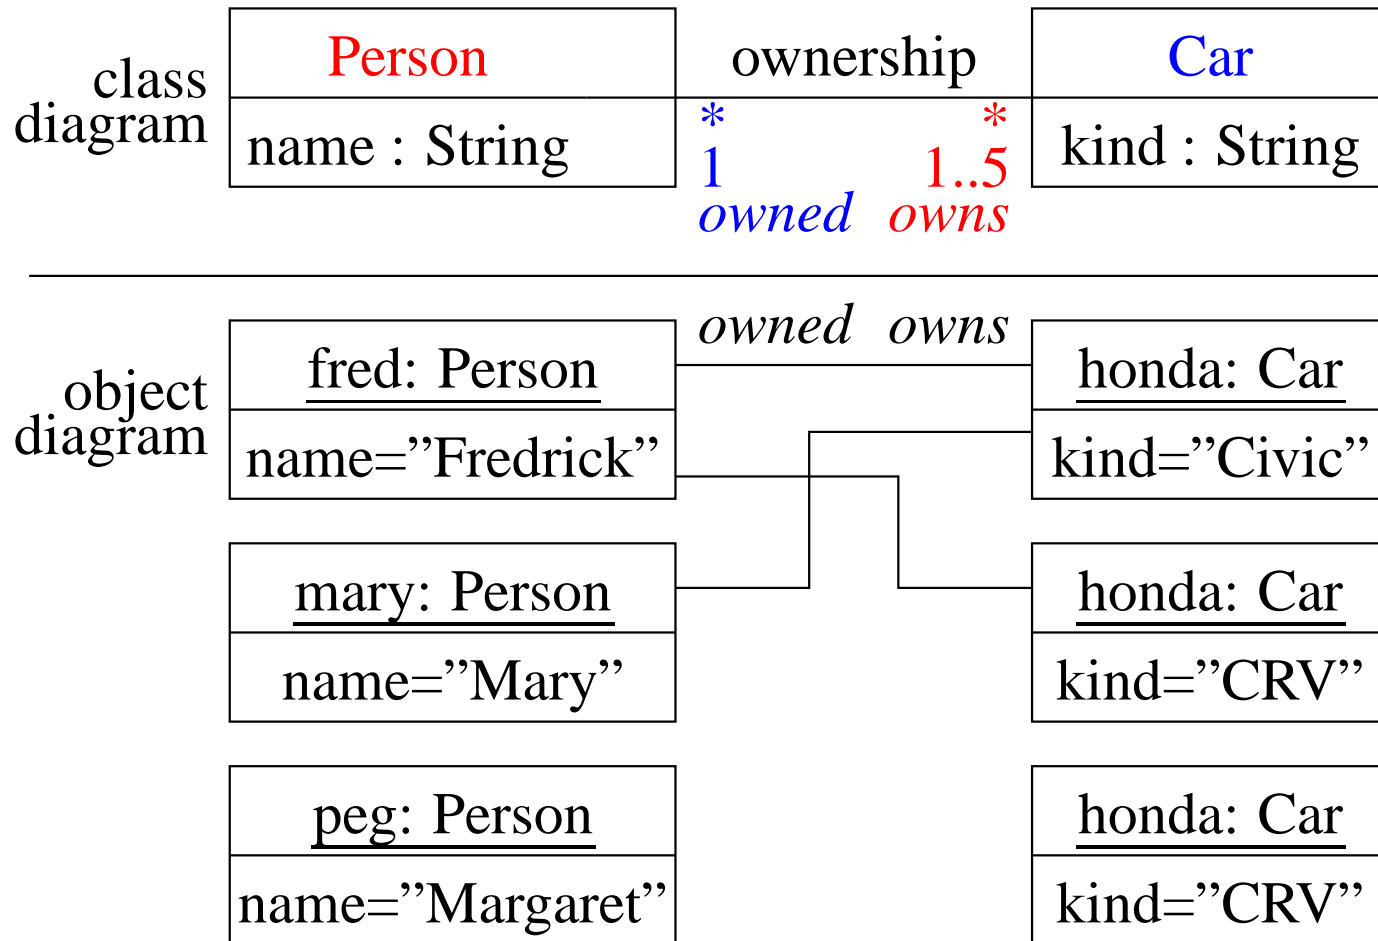 class
diagram
Person
ownership
Car
name : String
*
*
kind : String
1
1..5
owned
owns
object
diagram
owned
owns
fred: Person
honda: Car
name=”Fredrick”
kind=”Civic”
mary: Person
honda: Car
name=”Mary”
kind=”CRV”
peg: Person
honda: Car
name=”Margaret”
kind=”CRV”